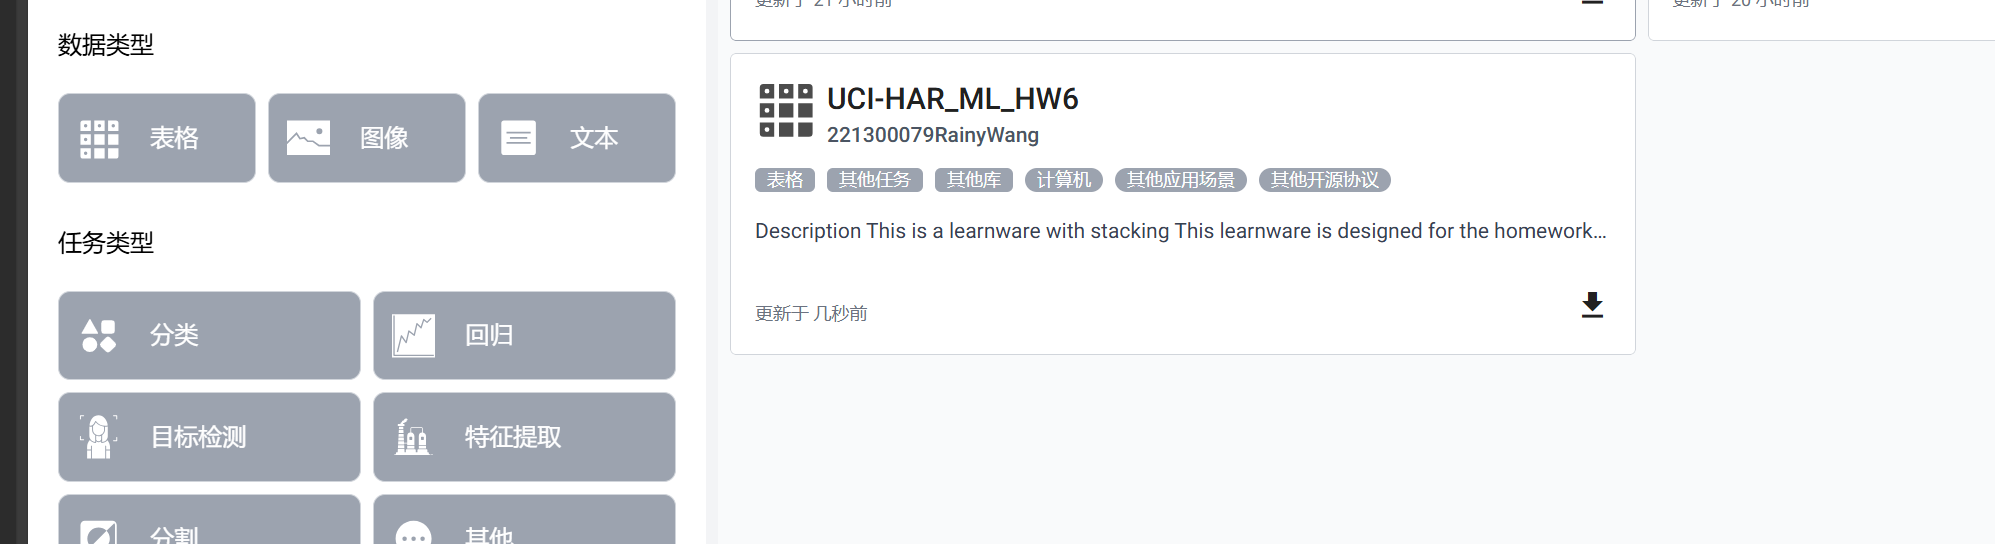 数据类型
表格
图像
文本
任务类型
分类
回归
目标检测
特征提取
分割
其他
更新于 21 小时前
更新于 20 小时前
UCI-HAR_ML_HW6
221300079RainyWang
表格 其他任务 其他库 计算机 其他应用场景 其他开源协议
Description This is a learnware with stacking This learnware is designed for the homework...
更新于 几秒前